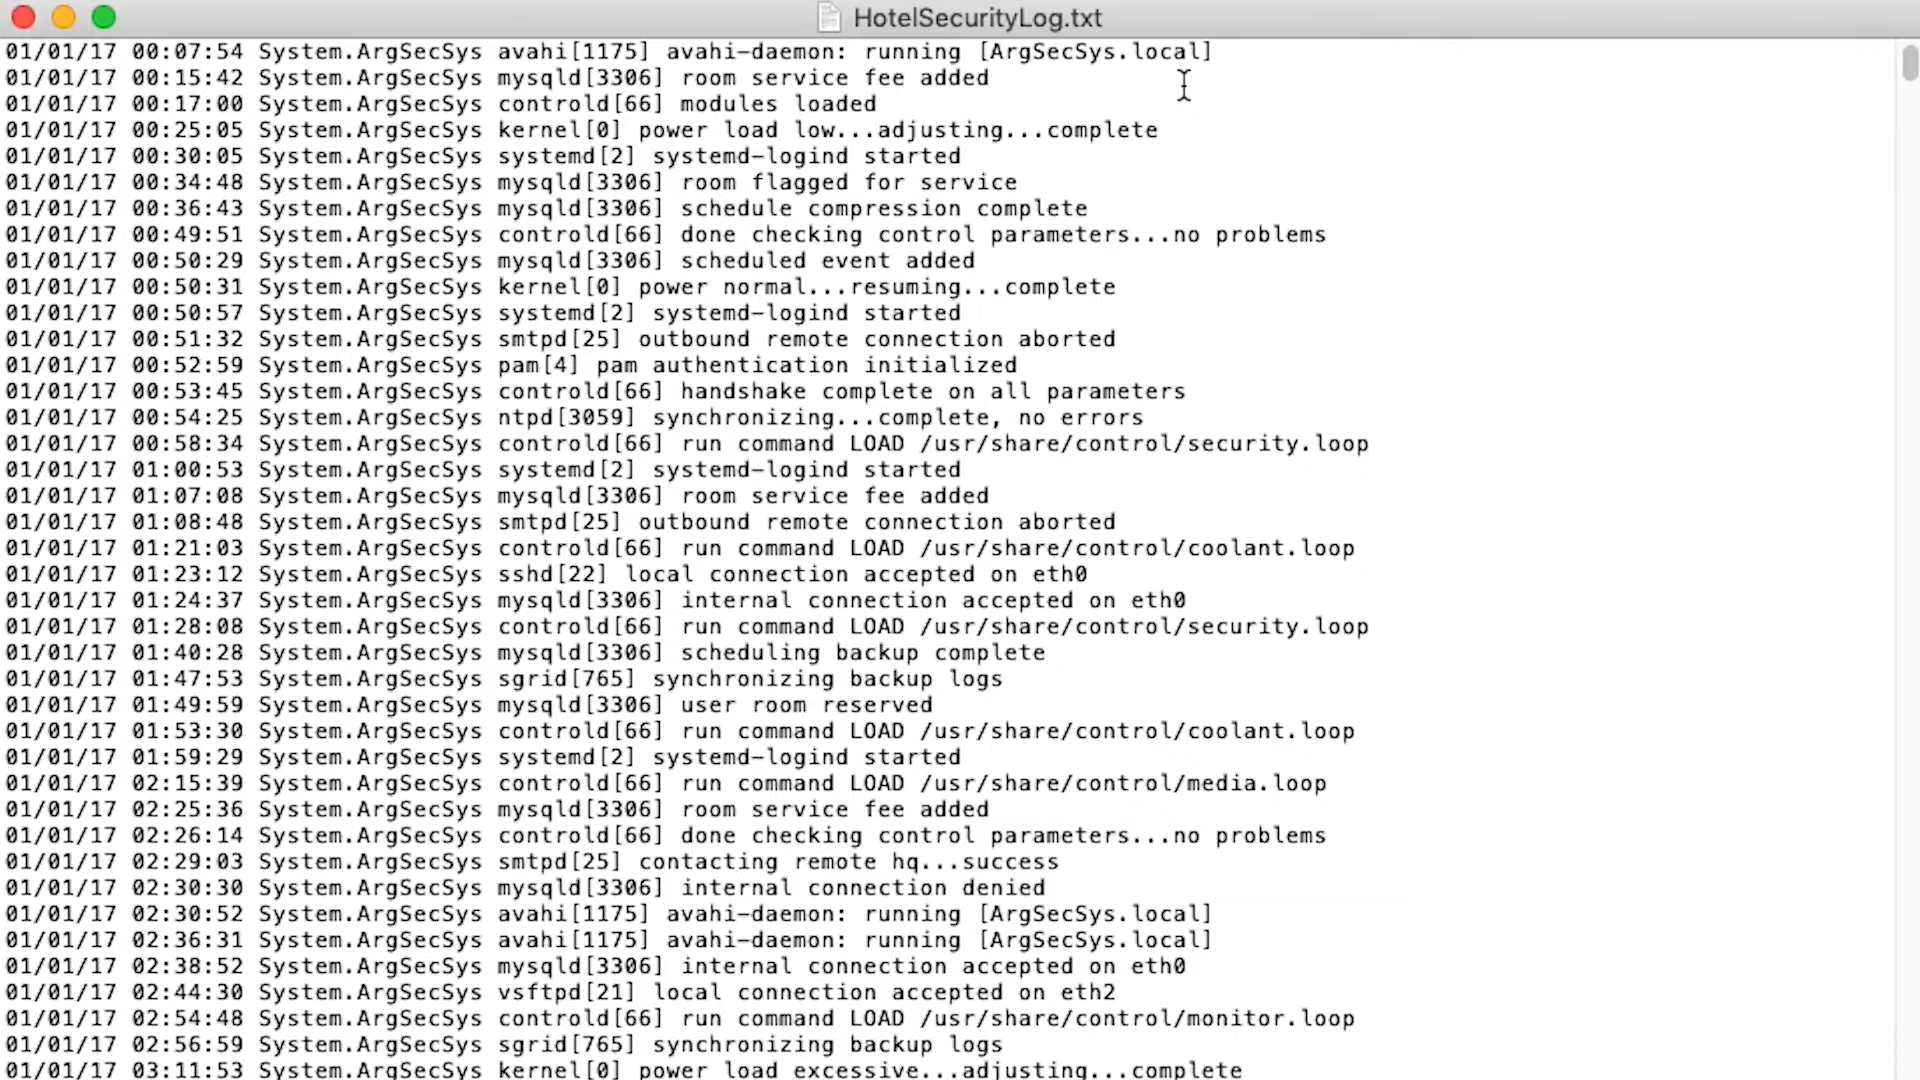 HotelSecurityLog.txt
01/01/17 00:07:54 System.ArgSecSys avahi[1175] avahi-daemon: running [ArgSecSys.local]
01/01/17 00:15:42 System.ArgSecSys mysqld[3306] room service fee added
01/01/17 00:17:00 System.ArgSecSys controld[66] modules loaded
01/01/17 00:25:05 System.ArgSecSys kernel[0] power load low...adjusting...complete
01/01/17 00:30:05 System.ArgSecSys systemd[2] systemd-logind started
01/01/17 00:34:48 System.ArgSecSys mysqld[3306] room flagged for service
01/01/17 00:36:43 System.ArgSecSys mysqld[3306] schedule compression complete
01/01/17 00:49:51 System.ArgSecSys controld[66] done checking control parameters...no problems
01/01/17 00:50:29 System.ArgSecSys mysqld[3306] scheduled event added
01/01/17 00:50:31 System.ArgSecSys kernel[0] power normal...resuming...complete
01/01/17 00:50:57 System.ArgSecSys systemd[2] systemd-logind started
01/01/17 00:51:32 System.ArgSecSys smtpd[25] outbound remote connection aborted
01/01/17 00:52:59 System.ArgSecSys pam[4] pam authentication initialized
01/01/17 00:53:45 System.ArgSecSys controld[66] handshake complete on all parameters
01/01/17 00:54:25 System.ArgSecSys ntpd[3059] synchronizing...complete, no errors
01/01/17 00:58:34 System.ArgSecSys controld[66] run command LOAD /usr/share/control/security.loop
01/01/17 01:00:53 System.ArgSecSys systemd[2] systemd-logind started
01/01/17 01:07:08 System.ArgSecSys mysqld[3306] room service fee added
01/01/17 01:08:48 System.ArgSecSys smtpd[25] outbound remote connection aborted
01/01/17 01:21:03 System.ArgSecSys controld[66] run command LOAD /usr/share/control/coolant.loop
01/01/17 01:23:12 System.ArgSecSys sshd[22] local connection accepted on eth0
01/01/17 01:24:37 System.ArgSecSys mysqld[3306] internal connection accepted on eth0
01/01/17 01:28:08 System.ArgSecSys controld[66] run command LOAD /usr/share/control/security.loop
01/01/17 01:40:28 System.ArgSecSys mysqld[3306] scheduling backup complete
01/01/17 01:47:53 System.ArgSecSys sgrid[765] synchronizing backup logs
01/01/17 01:49:59 System.ArgSecSys mysqld[3306] user room reserved
01/01/17 01:53:30 System.ArgSecSys controld[66] run command LOAD /usr/share/control/coolant.loop
01/01/17 01:59:29 System.ArgSecSys systemd[2] systemd-logind started
01/01/17 02:15:39 System.ArgSecSys controld[66] run command LOAD /usr/share/control/media.loop
01/01/17 02:25:36 System.ArgSecSys mysqld[3306] room service fee added
01/01/17 02:26:14 System.ArgSecSys controld[66] done checking control parameters...no problems
01/01/17 02:29:03 System.ArgSecSys smtpd[25] contacting remote hq...success
01/01/17 02:30:30 System.ArgSecSys mysqld[3306] internal connection denied
01/01/17 02:30:52 System.ArgSecSys avahi[1175] avahi-daemon: running [ArgSecSys.local]
01/01/17 02:36:31 System.ArgSecSys avahi[1175] avahi-daemon: running [ArgSecSys.local]
01/01/17 02:38:52 System.ArgSecSys mysqld[3306] internal connection accepted on eth0
01/01/17 02:44:30 System.ArgSecSys vsftpd[21] local connection accepted on eth2
01/01/17 02:54:48 System.ArgSecSys controld[66] run command LOAD /usr/share/control/monitor.loop
01/01/17 02:56:59 System.ArgSecSys sgrid[765] synchronizing backup logs
01/01/17 03:11:53 System.ArgSecSys kernel[0] power load excessive...adjusting...complete